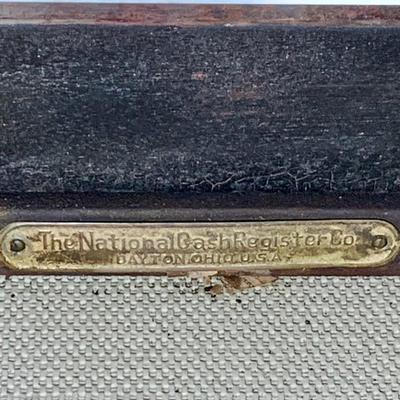 The National Cash Register Co.
DAYTON, OHIO U.S.A.